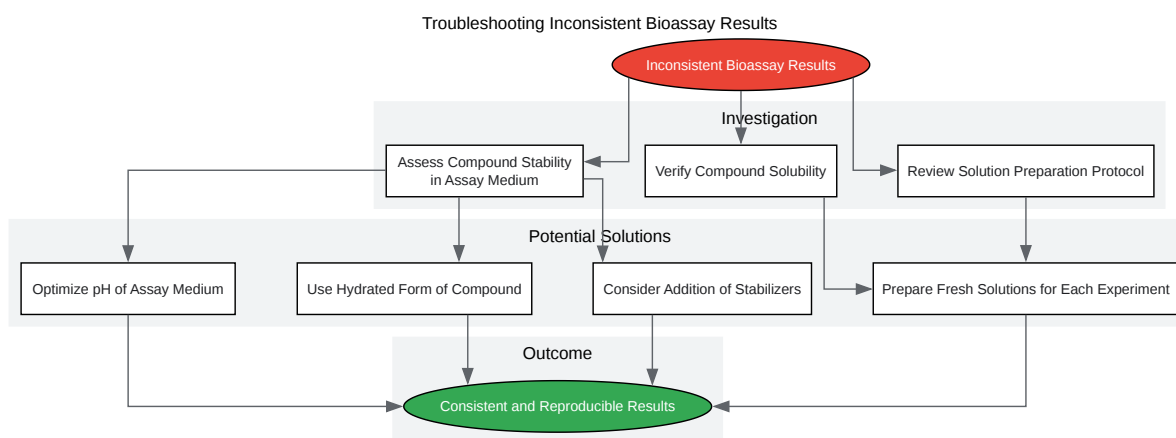 Troubleshooting Inconsistent Bioassay Results
Inconsistent Bioassay Results
Investigation
Assess Compound Stability
in Assay Medium
Verify Compound Solubility
Review Solution Preparation Protocol
Potential Solutions
Optimize pH of Assay Medium
Use Hydrated Form of Compound
Consider Addition of Stabilizers
Prepare Fresh Solutions for Each Experiment
Outcome
Consistent and Reproducible Results